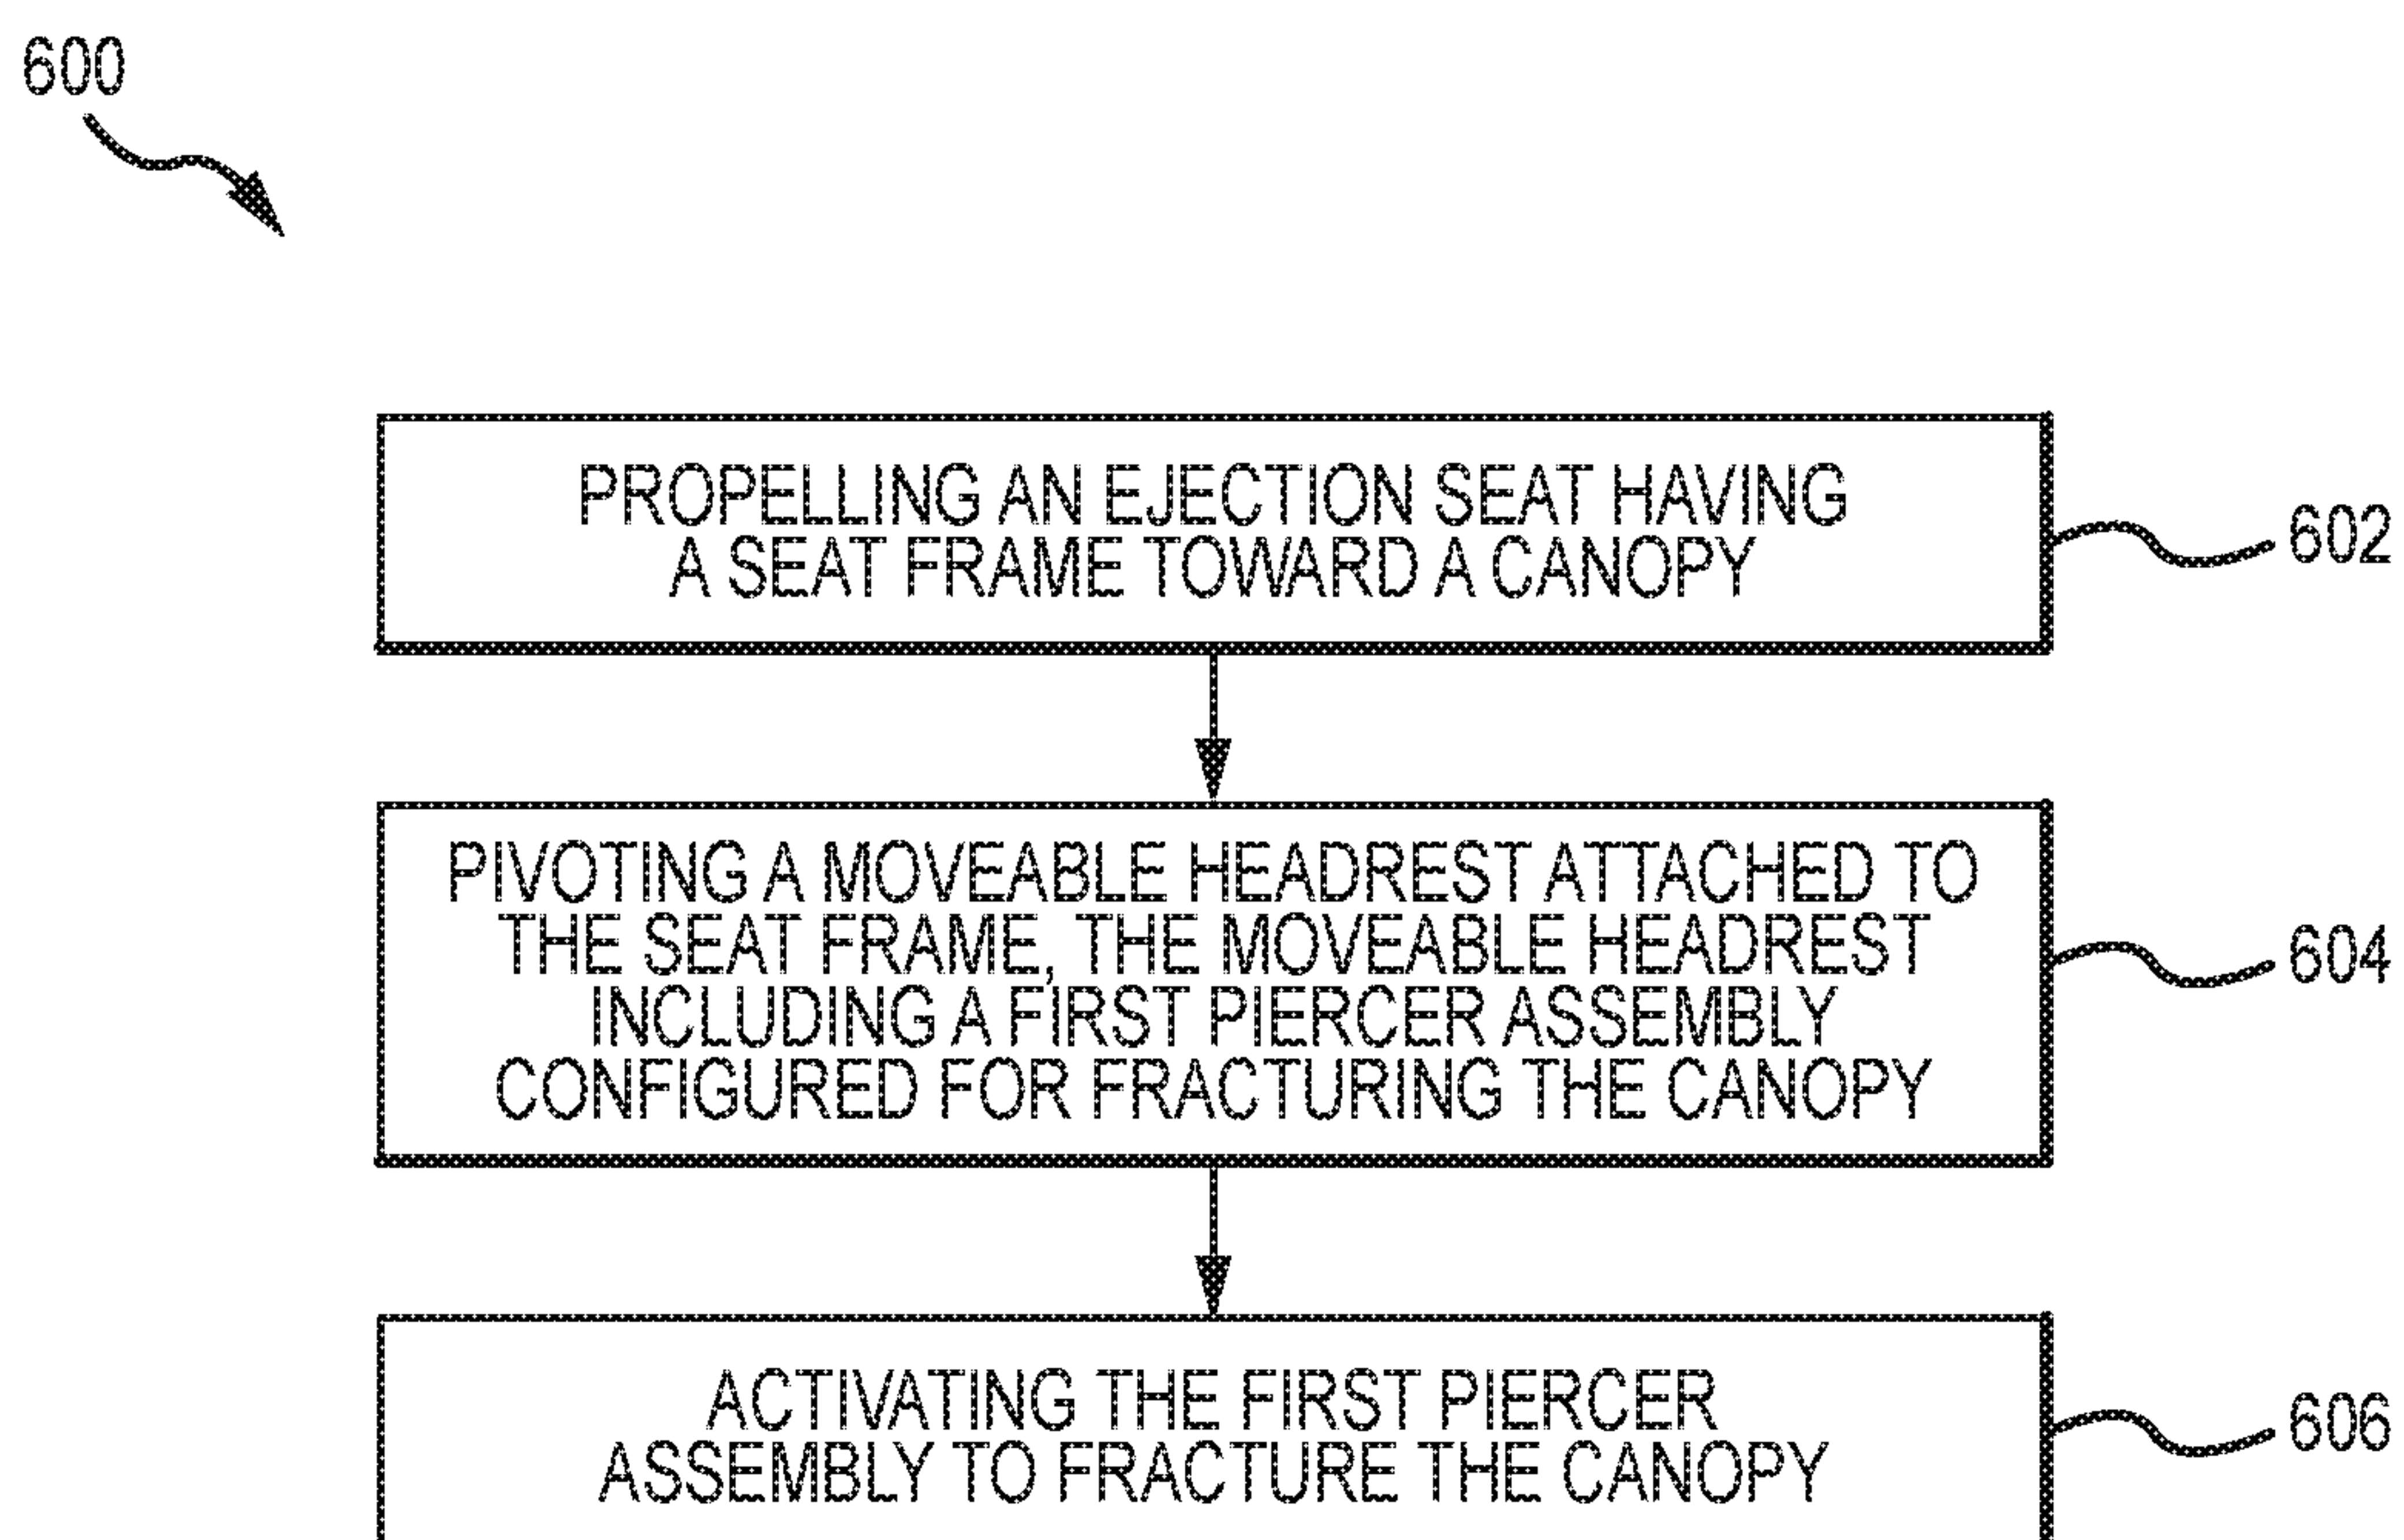 600
PROPELLING AN EJECTION SEAT HAVING
A SEAT FRAME TOWARD A CANOPY
602
PIVOTING A MOVEABLE HEADREST ATTACHED TO
THE SEAT FRAME, THE MOVEABLE HEADREST
INCLUDING A FIRST PIERCER ASSEMBLY
CONFIGURED FOR FRACTURING THE CANOPY
604
ACTIVATING THE FIRST PIERCER
ASSEMBLY TO FRACTURE THE CANOPY
606